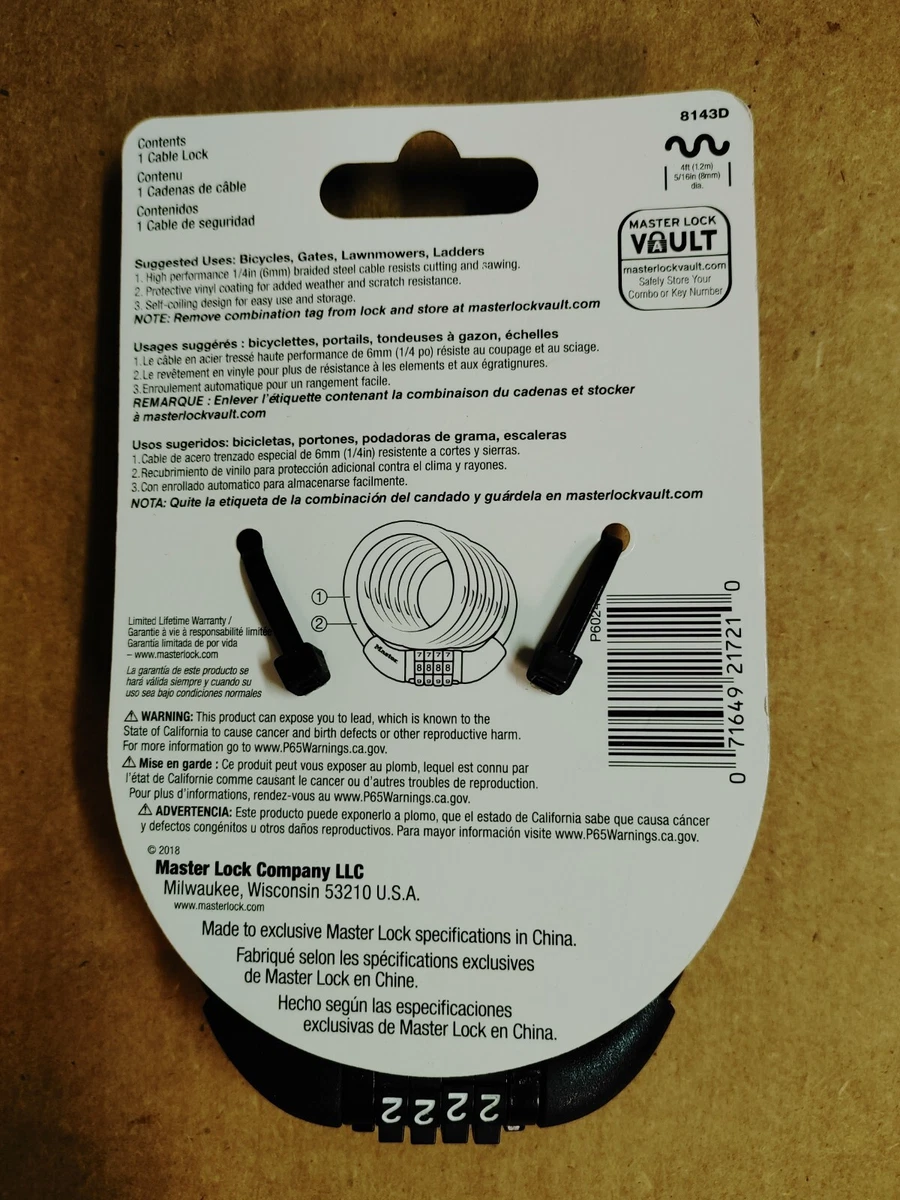 8143D
Contents
1 Cable Lock
Contenu
1 Cadenas de câble
Contenidos
1 Cable de seguridad
4ft (1.2m)
5/16in (8mm)
dia.
MASTER LOCK
VAULT
masterlockvault.com
Safely Store Your
Combo or Key Number
Suggested Uses: Bicycles, Gates, Lawnmowers, Ladders
1. High performance 1/4in (6mm) braided steel cable resists cutting and sawing.
2. Protective vinyl coating for added weather and scratch resistance.
3. Self-coiling design for easy use and storage.
NOTE: Remove combination tag from lock and store at masterlockvault.com
Usages suggérés : bicyclettes, portails, tondeuses à gazon, échelles
1.Le câble en acier tressé haute performance de 6mm (1/4 po) résiste au coupage et au sciage.
2.Le revêtement en vinyle pour plus de résistance à les elements et aux égratignures.
3.Enroulement automatique pour un rangement facile.
REMARQUE : Enlever l'étiquette contenant la combinaison du cadenas et stocker
à masterlockvault.com
Usos sugeridos: bicicletas, portones, podadoras de grama, escaleras
1.Cable de acero trenzado especial de 6mm (1/4in) resistente a cortes y sierras.
2.Recubrimiento de vinilo para protección adicional contra el clima y rayones.
3.Con enrollado automatico para almacenarse facilmente.
NOTA: Quite la etiqueta de la combinación del candado y guárdela en masterlockvault.com
1
2
Master
7 7 7 7
8 8 8 8
9 9 9 9
Limited Lifetime Warranty /
Garantie à vie à responsabilité limitée
Garantía limitada de por vida
– www.masterlock.com
La garantía de este producto se
hará válida siempre y cuando su
uso sea bajo condiciones normales
0 71649 21721 0
⚠ WARNING: This product can expose you to lead, which is known to the
State of California to cause cancer and birth defects or other reproductive harm.
For more information go to www.P65Warnings.ca.gov.
⚠ Mise en garde : Ce produit peut vous exposer au plomb, lequel est connu par
l'état de Californie comme causant le cancer ou d'autres troubles de reproduction.
Pour plus d'informations, rendez-vous au www.P65Warnings.ca.gov.
⚠ ADVERTENCIA: Este producto puede exponerlo a plomo, que el estado de California sabe que causa cáncer
y defectos congénitos u otros daños reproductivos. Para mayor información visite www.P65Warnings.ca.gov.
© 2018
Master Lock Company LLC
Milwaukee, Wisconsin 53210 U.S.A.
www.masterlock.com
Made to exclusive Master Lock specifications in China.
Fabriqué selon les spécifications exclusives
de Master Lock en Chine.
Hecho según las especificaciones
exclusivas de Master Lock en China.
2 2 2 2